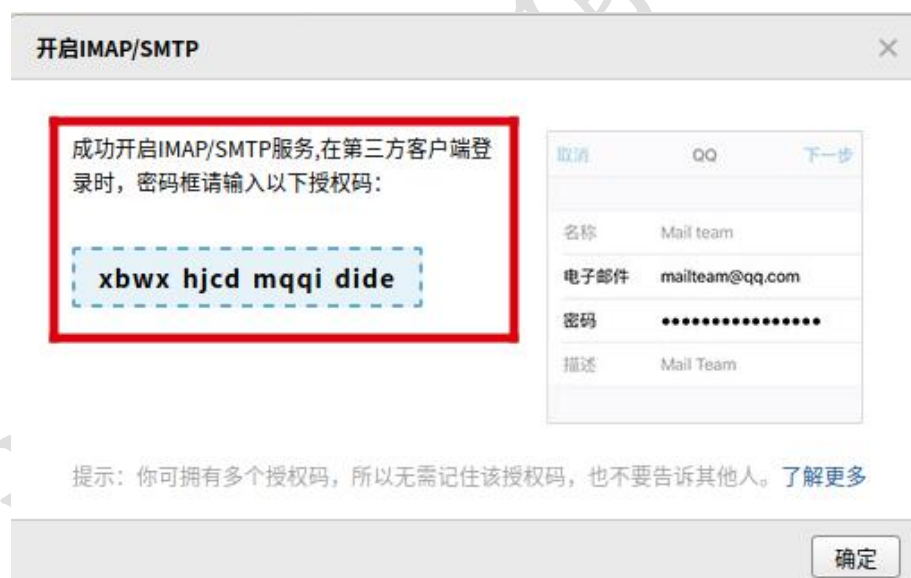 开启IMAP/SMTP
成功开启IMAP/SMTP服务,在第三方客户端登
录时，密码框请输入以下授权码：
xbwx hjcd mqqi dide
取消 QQ 下一步
名称 Mail team
电子邮件 mailteam@qq.com
密码 ••••••••••••••••
描述 Mail Team
提示：你可拥有多个授权码，所以无需记住该授权码，也不要告诉其他人。了解更多
确定